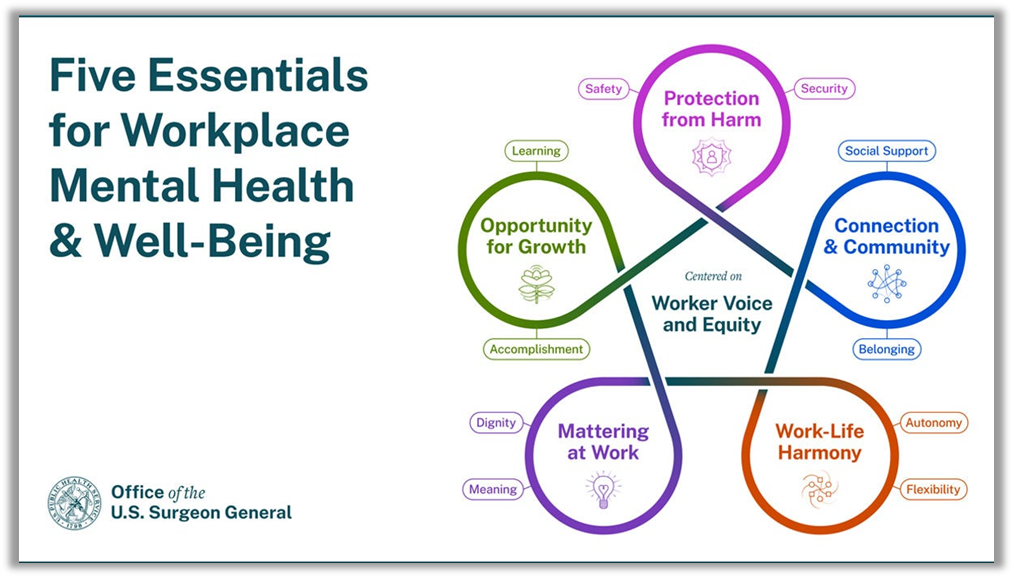 Five Essentials
for Workplace
Mental Health
& Well-Being
Safety
Protection
from Harm
Security
Learning
Opportunity
for Growth
Accomplishment
Social Support
Connection
& Community
Belonging
Centered on
Worker Voice
and Equity
Dignity
Mattering
at Work
Meaning
Work-Life
Harmony
Autonomy
Flexibility
Office of the
U.S. Surgeon General